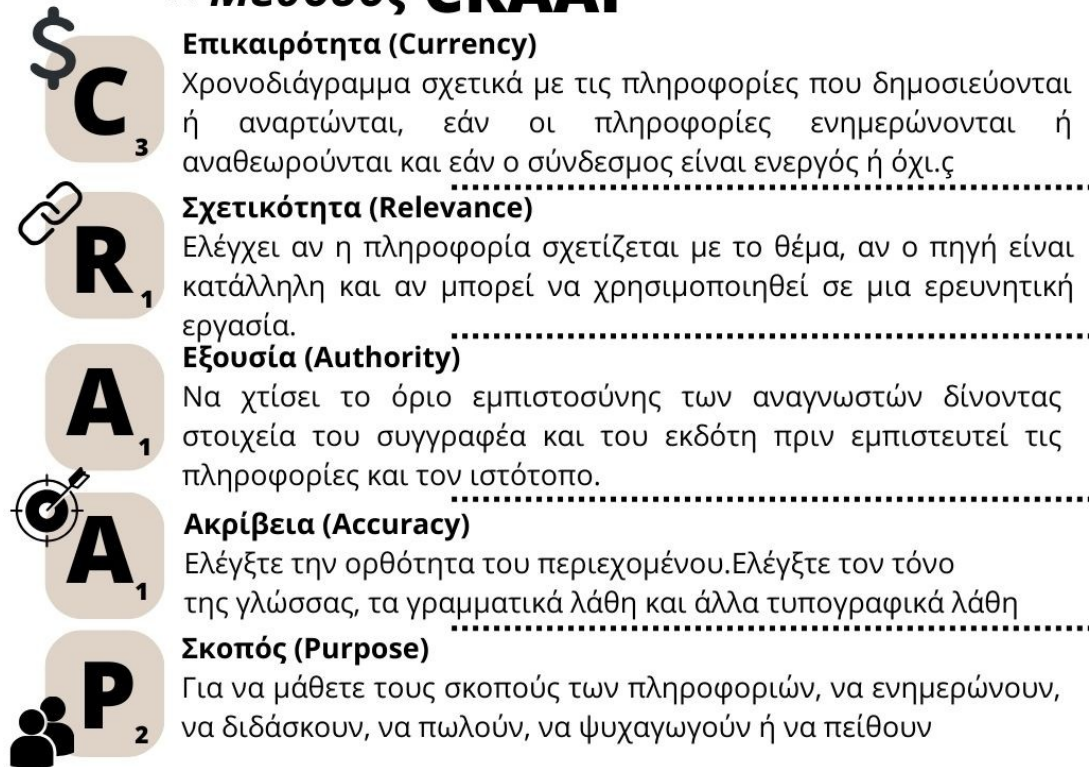 Μέθοδος CRAAP
C3
Επικαιρότητα (Currency)
Χρονοδιάγραμμα σχετικά με τις πληροφορίες που δημοσιεύονται
ή αναρτώνται, εάν οι πληροφορίες ενημερώνονται ή
αναθεωρούνται και εάν ο σύνδεσμος είναι ενεργός ή όχι.ς
R1
Σχετικότητα (Relevance)
Ελέγχει αν η πληροφορία σχετίζεται με το θέμα, αν ο πηγή είναι
κατάλληλη και αν μπορεί να χρησιμοποιηθεί σε μια ερευνητική
εργασία.
A1
Εξουσία (Authority)
Να χτίσει το όριο εμπιστοσύνης των αναγνωστών δίνοντας
στοιχεία του συγγραφέα και του εκδότη πριν εμπιστευτεί τις
πληροφορίες και τον ιστότοπο.
A1
Ακρίβεια (Accuracy)
Ελέγξτε την ορθότητα του περιεχομένου.Ελέγξτε τον τόνο
της γλώσσας, τα γραμματικά λάθη και άλλα τυπογραφικά λάθη
P2
Σκοπός (Purpose)
Για να μάθετε τους σκοπούς των πληροφοριών, να ενημερώνουν,
να διδάσκουν, να πωλούν, να ψυχαγωγούν ή να πείθουν